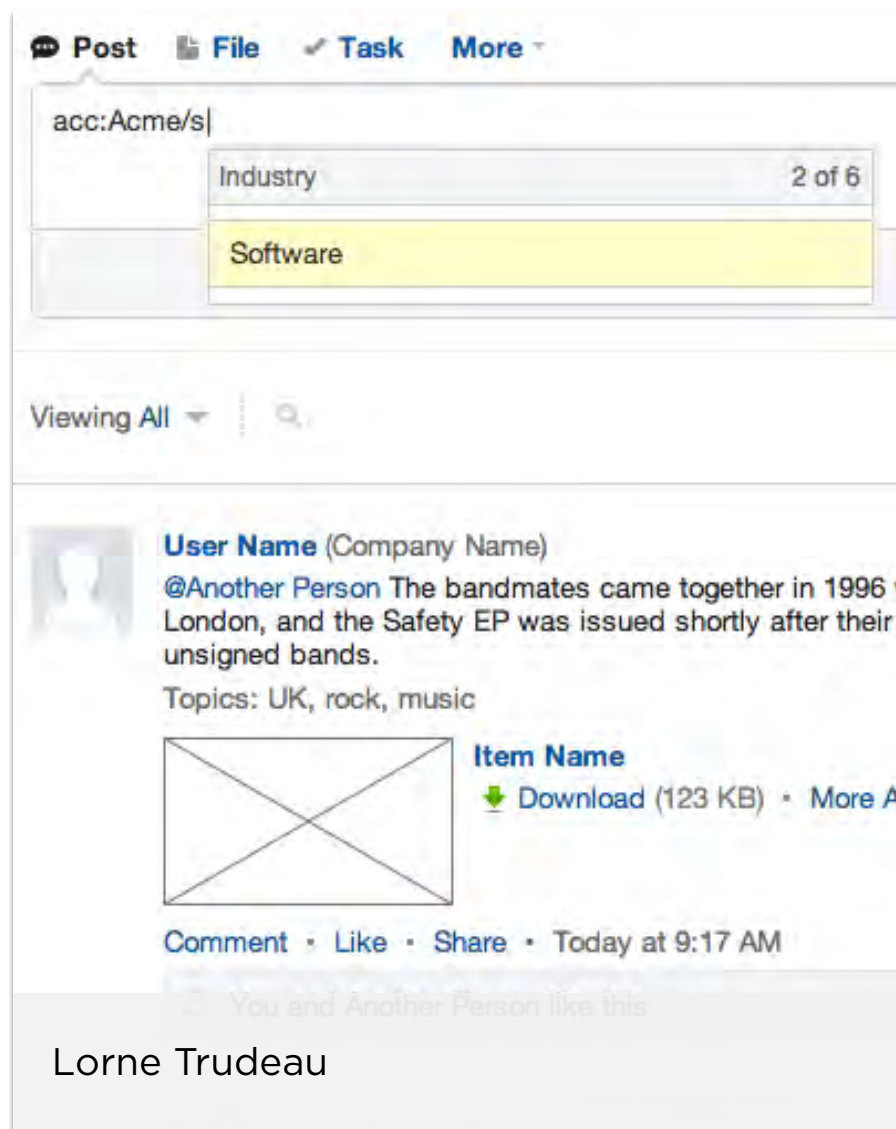 Post File Task More
acc:Acme/s
Industry 2 of 6
Software
Viewing All
User Name (Company Name)
@Another Person The bandmates came together in 1996
London, and the Safety EP was issued shortly after their
unsigned bands.
Topics: UK, rock, music
Item Name
Download (123 KB) • More A
Comment • Like • Share • Today at 9:17 AM
You and Another Person like this
Lorne Trudeau